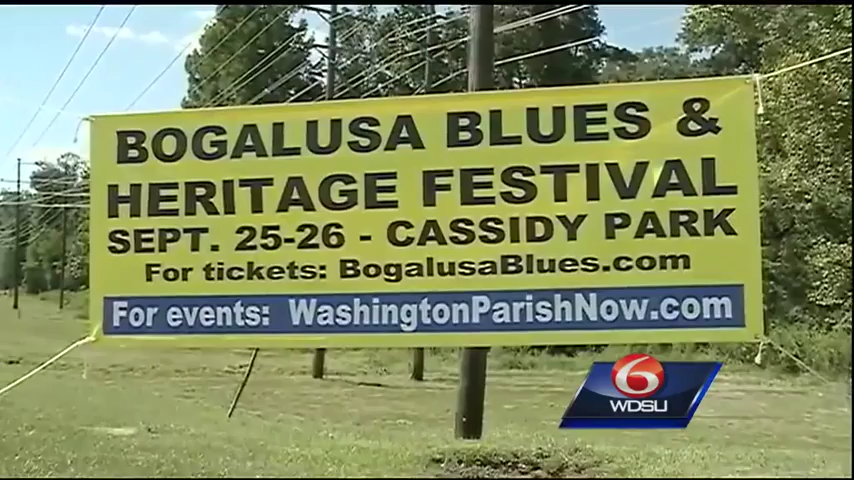 BOGALUSA BLUES &
HERITAGE FESTIVAL
SEPT. 25-26 - CASSIDY PARK
For tickets: BogalusaBlues.com
For events: WashingtonParishNow.com
6
WDSU